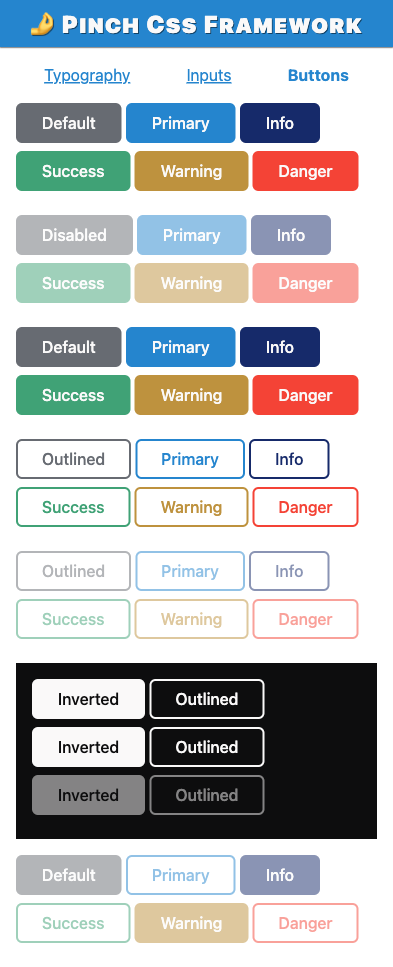 🤌 Pinch Css Framework
Typography Inputs Buttons
Default Primary Info
Success Warning Danger
Disabled Primary Info
Success Warning Danger
Default Primary Info
Success Warning Danger
Outlined Primary Info
Success Warning Danger
Outlined Primary Info
Success Warning Danger
Inverted Outlined
Inverted Outlined
Inverted Outlined
Default Primary Info
Success Warning Danger